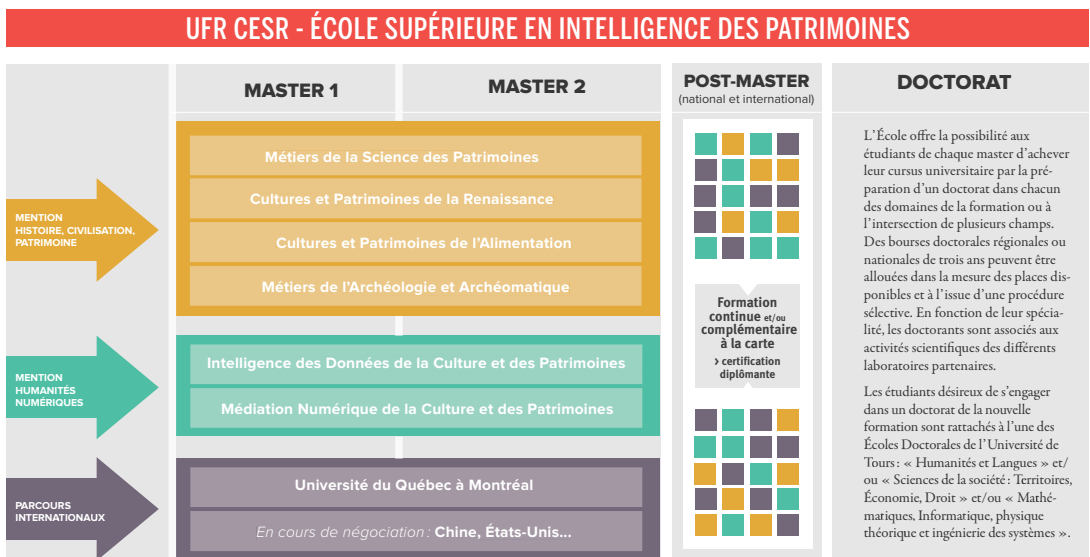 UFR CESR - ÉCOLE SUPÉRIEURE EN INTELLIGENCE DES PATRIMOINES
MASTER 1
MASTER 2
POST-MASTER
(national et international)
DOCTORAT
MENTION
HISTOIRE, CIVILISATION,
PATRIMOINE
Métiers de la Science des Patrimoines
Cultures et Patrimoines de la Renaissance
Cultures et Patrimoines de l'Alimentation
Métiers de l'Archéologie et Archéomatique
MENTION
HUMANITÉS
NUMÉRIQUES
Intelligence des Données de la Culture et des Patrimoines
Médiation Numérique de la Culture et des Patrimoines
PARCOURS
INTERNATIONAUX
Université du Québec à Montréal
En cours de négociation : Chine, États-Unis...
Formation
continue et/ou
complémentaire
à la carte
› certification
diplômante
L'École offre la possibilité aux
étudiants de chaque master d'achever
leur cursus universitaire par la pré-
paration d'un doctorat dans chacun
des domaines de la formation ou à
l'intersection de plusieurs champs.
Des bourses doctorales régionales ou
nationales de trois ans peuvent être
allouées dans la mesure des places dis-
ponibles et à l'issue d'une procédure
sélective. En fonction de leur spécia-
lité, les doctorants sont associés aux
activités scientifiques des différents
laboratoires partenaires.
Les étudiants désireux de s'engager
dans un doctorat de la nouvelle
formation sont rattachés à l'une des
Écoles Doctorales de l'Université de
Tours : « Humanités et Langues » et/
ou « Sciences de la société : Territoires,
Économie, Droit » et/ou « Mathé-
matiques, Informatique, physique
théorique et ingénierie des systèmes ».